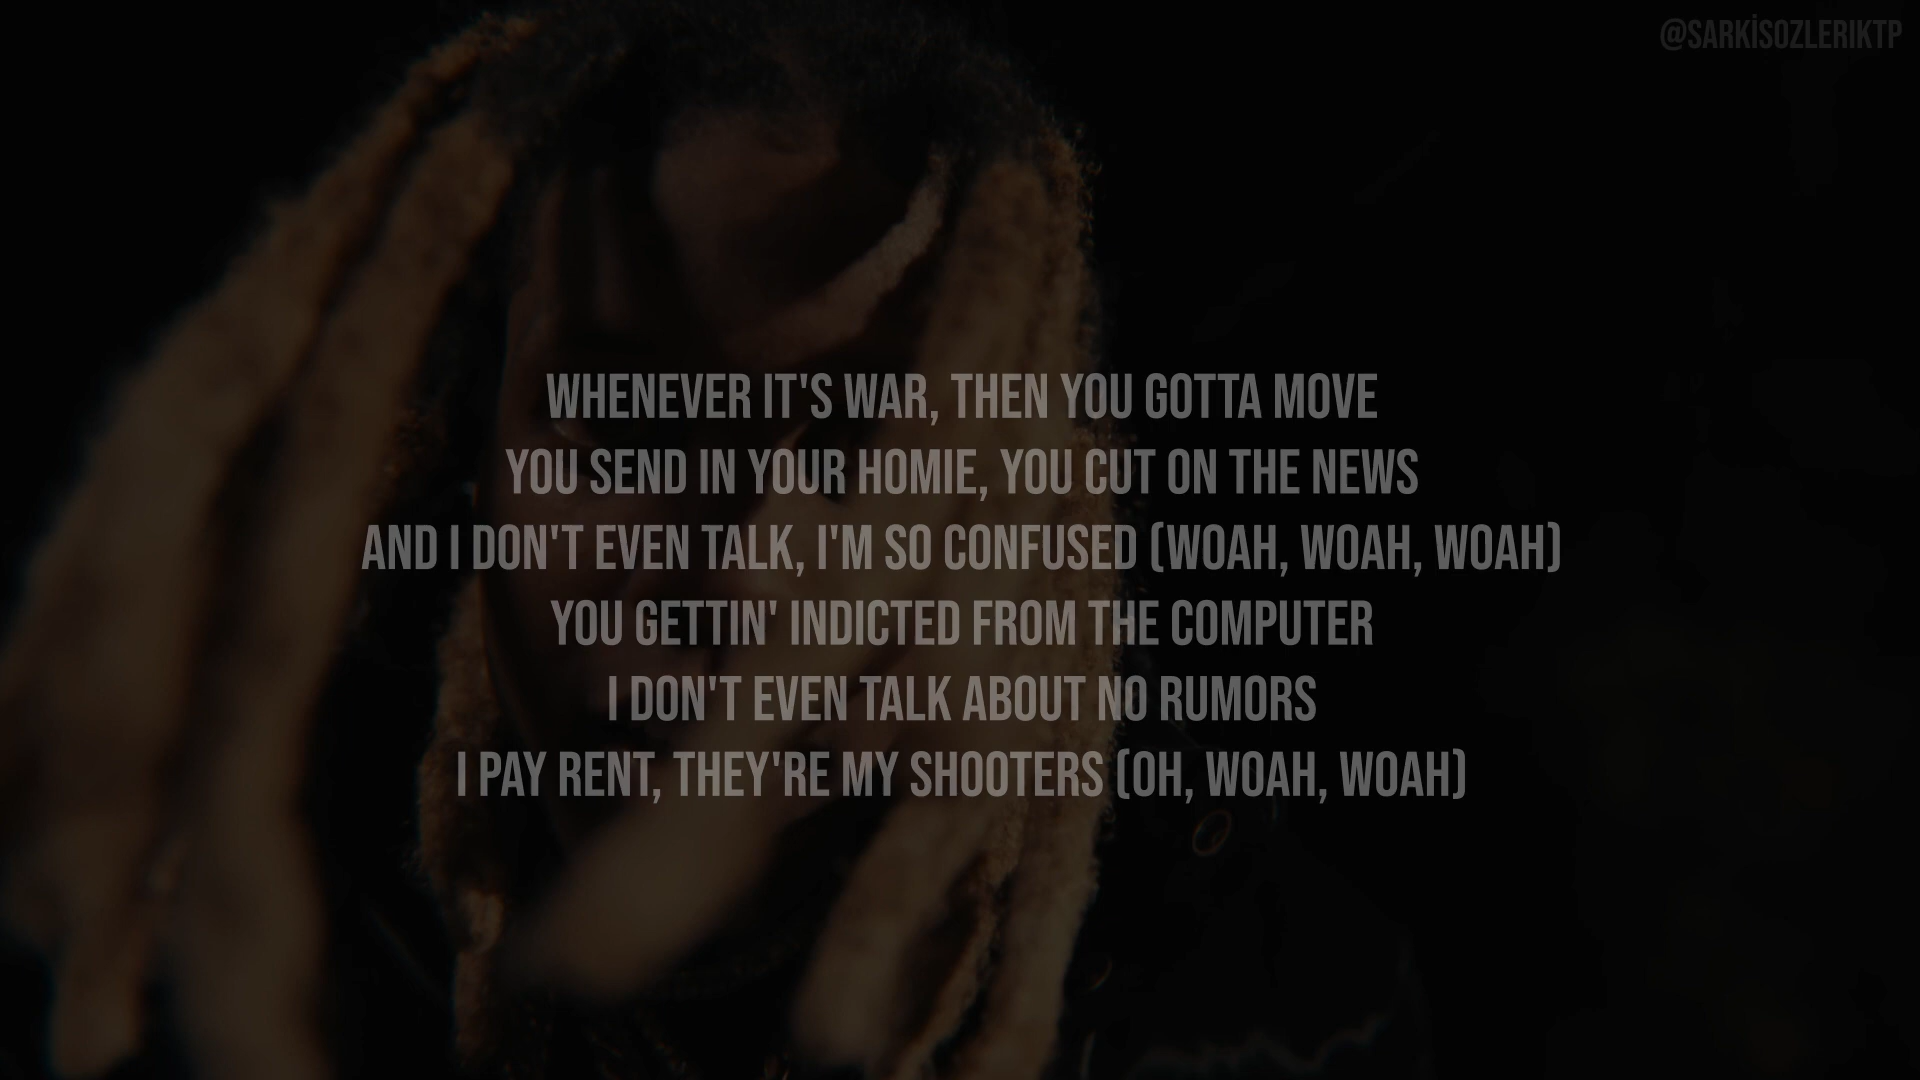 @SARKİSOZLERIKTP
WHENEVER IT'S WAR, THEN YOU GOTTA MOVE
YOU SEND IN YOUR HOMIE, YOU CUT ON THE NEWS
AND I DON'T EVEN TALK, I'M SO CONFUSED (WOAH, WOAH, WOAH)
YOU GETTIN' INDICTED FROM THE COMPUTER
I DON'T EVEN TALK ABOUT NO RUMORS
I PAY RENT, THEY'RE MY SHOOTERS (OH, WOAH, WOAH)